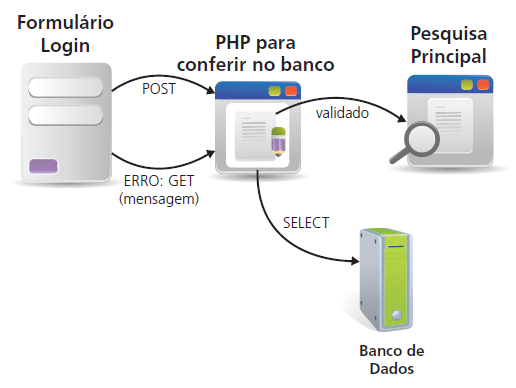 Formulário
Login
PHP para
conferir no banco
Pesquisa
Principal
POST
validado
ERRO: GET
(mensagem)
SELECT
Banco de
Dados